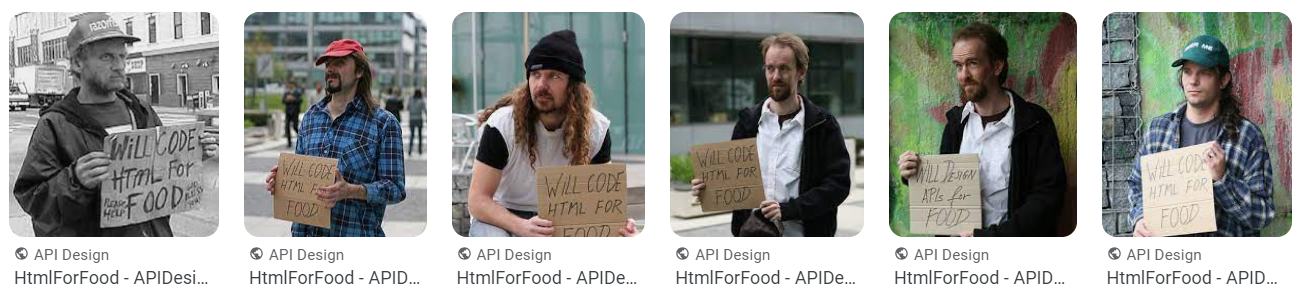 razorfis
WiLL CODE
HTML For
FOOD
PLEASE
HELP
WILL CODE
HTML F
FOOD
WILL CODE
HTML FOR
FOOD
WILL CODE
HTML FOR
FOOD
WILL DESIGN
APIs for
FOOD
ME
WILL CODE
HTML FOR
FOOD
API Design
API Design
API Design
API Design
API Design
API Design
HtmlForFood - APIDesi...
HtmlForFood - APID...
HtmlForFood - APIDe...
HtmlForFood - APIDe...
HtmlForFood - APID...
HtmlForFood - APID...